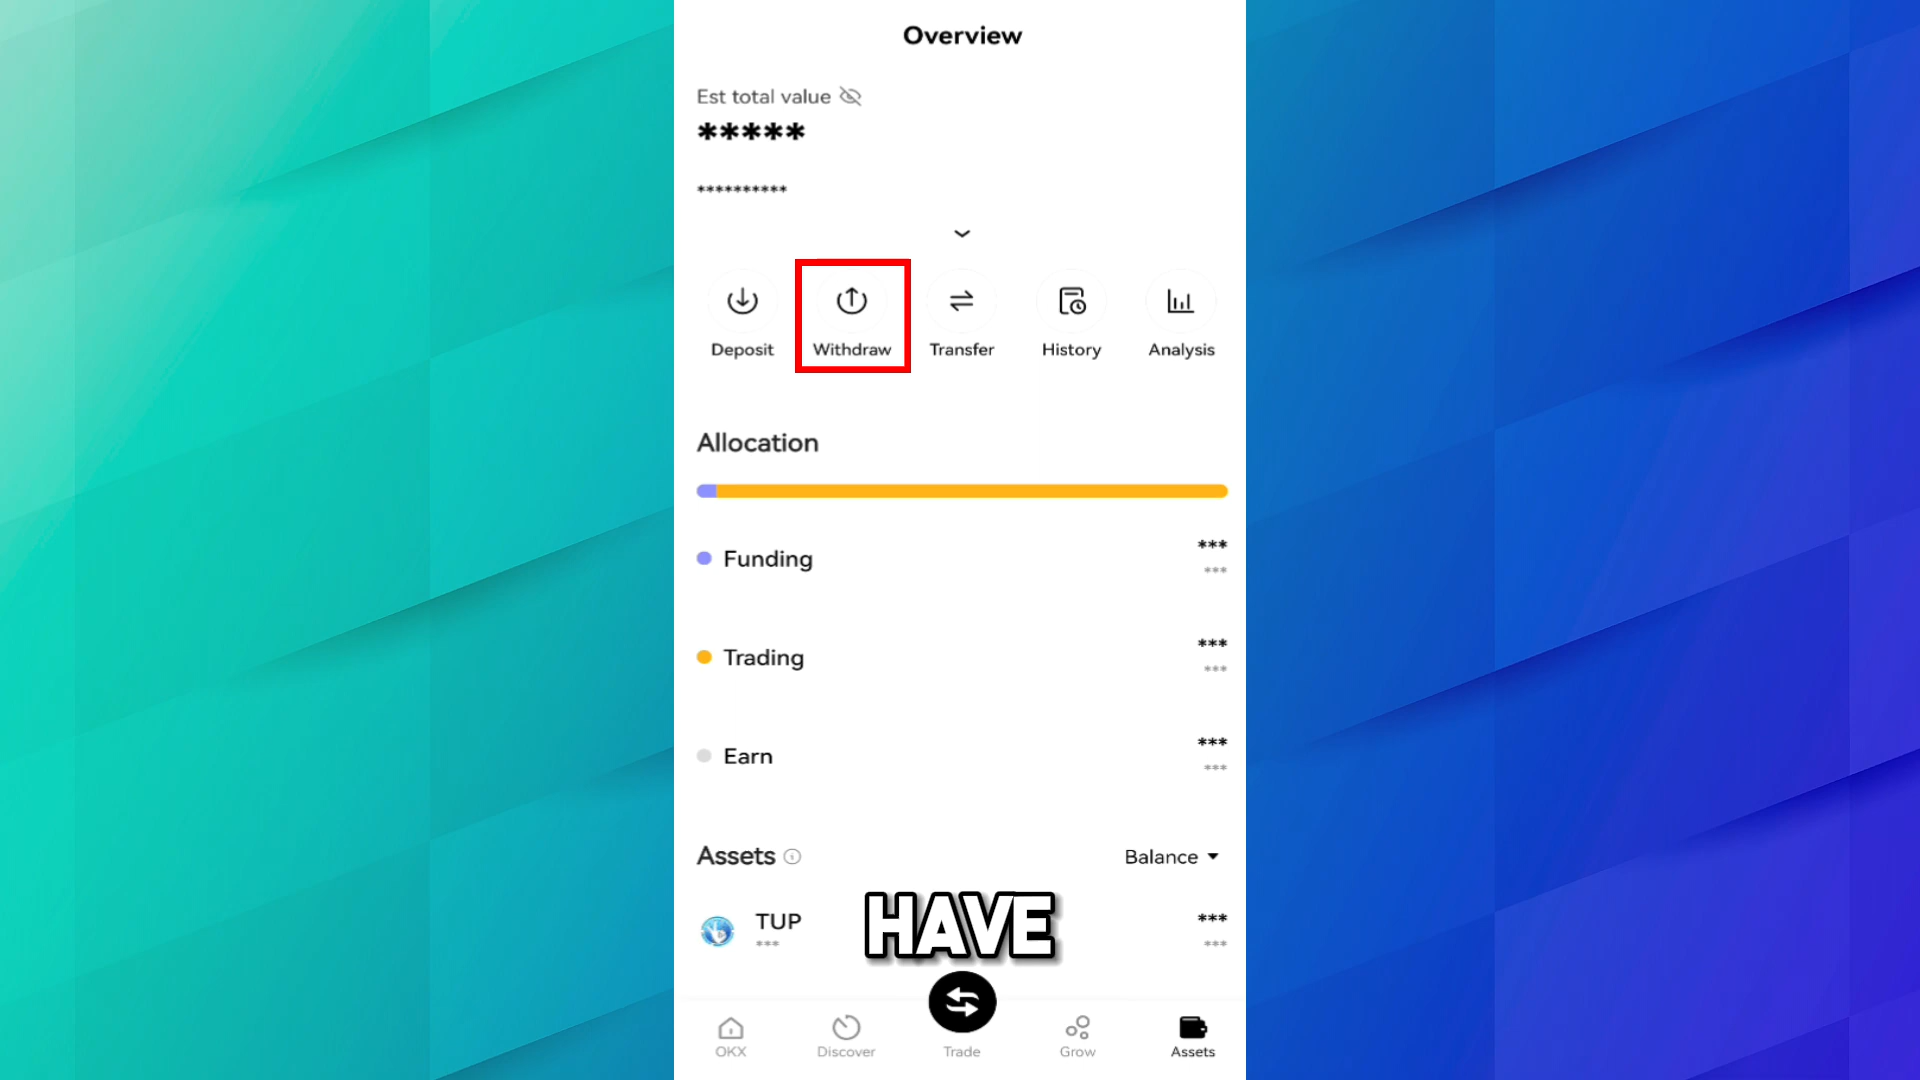 Overview
Est total value
*****
**********
Deposit Withdraw Transfer History Analysis
Allocation
Funding ***
***
Trading ***
***
Earn ***
***
Assets Balance
TUP ***
*** ***
HAVE
OKX Discover Trade Grow Assets